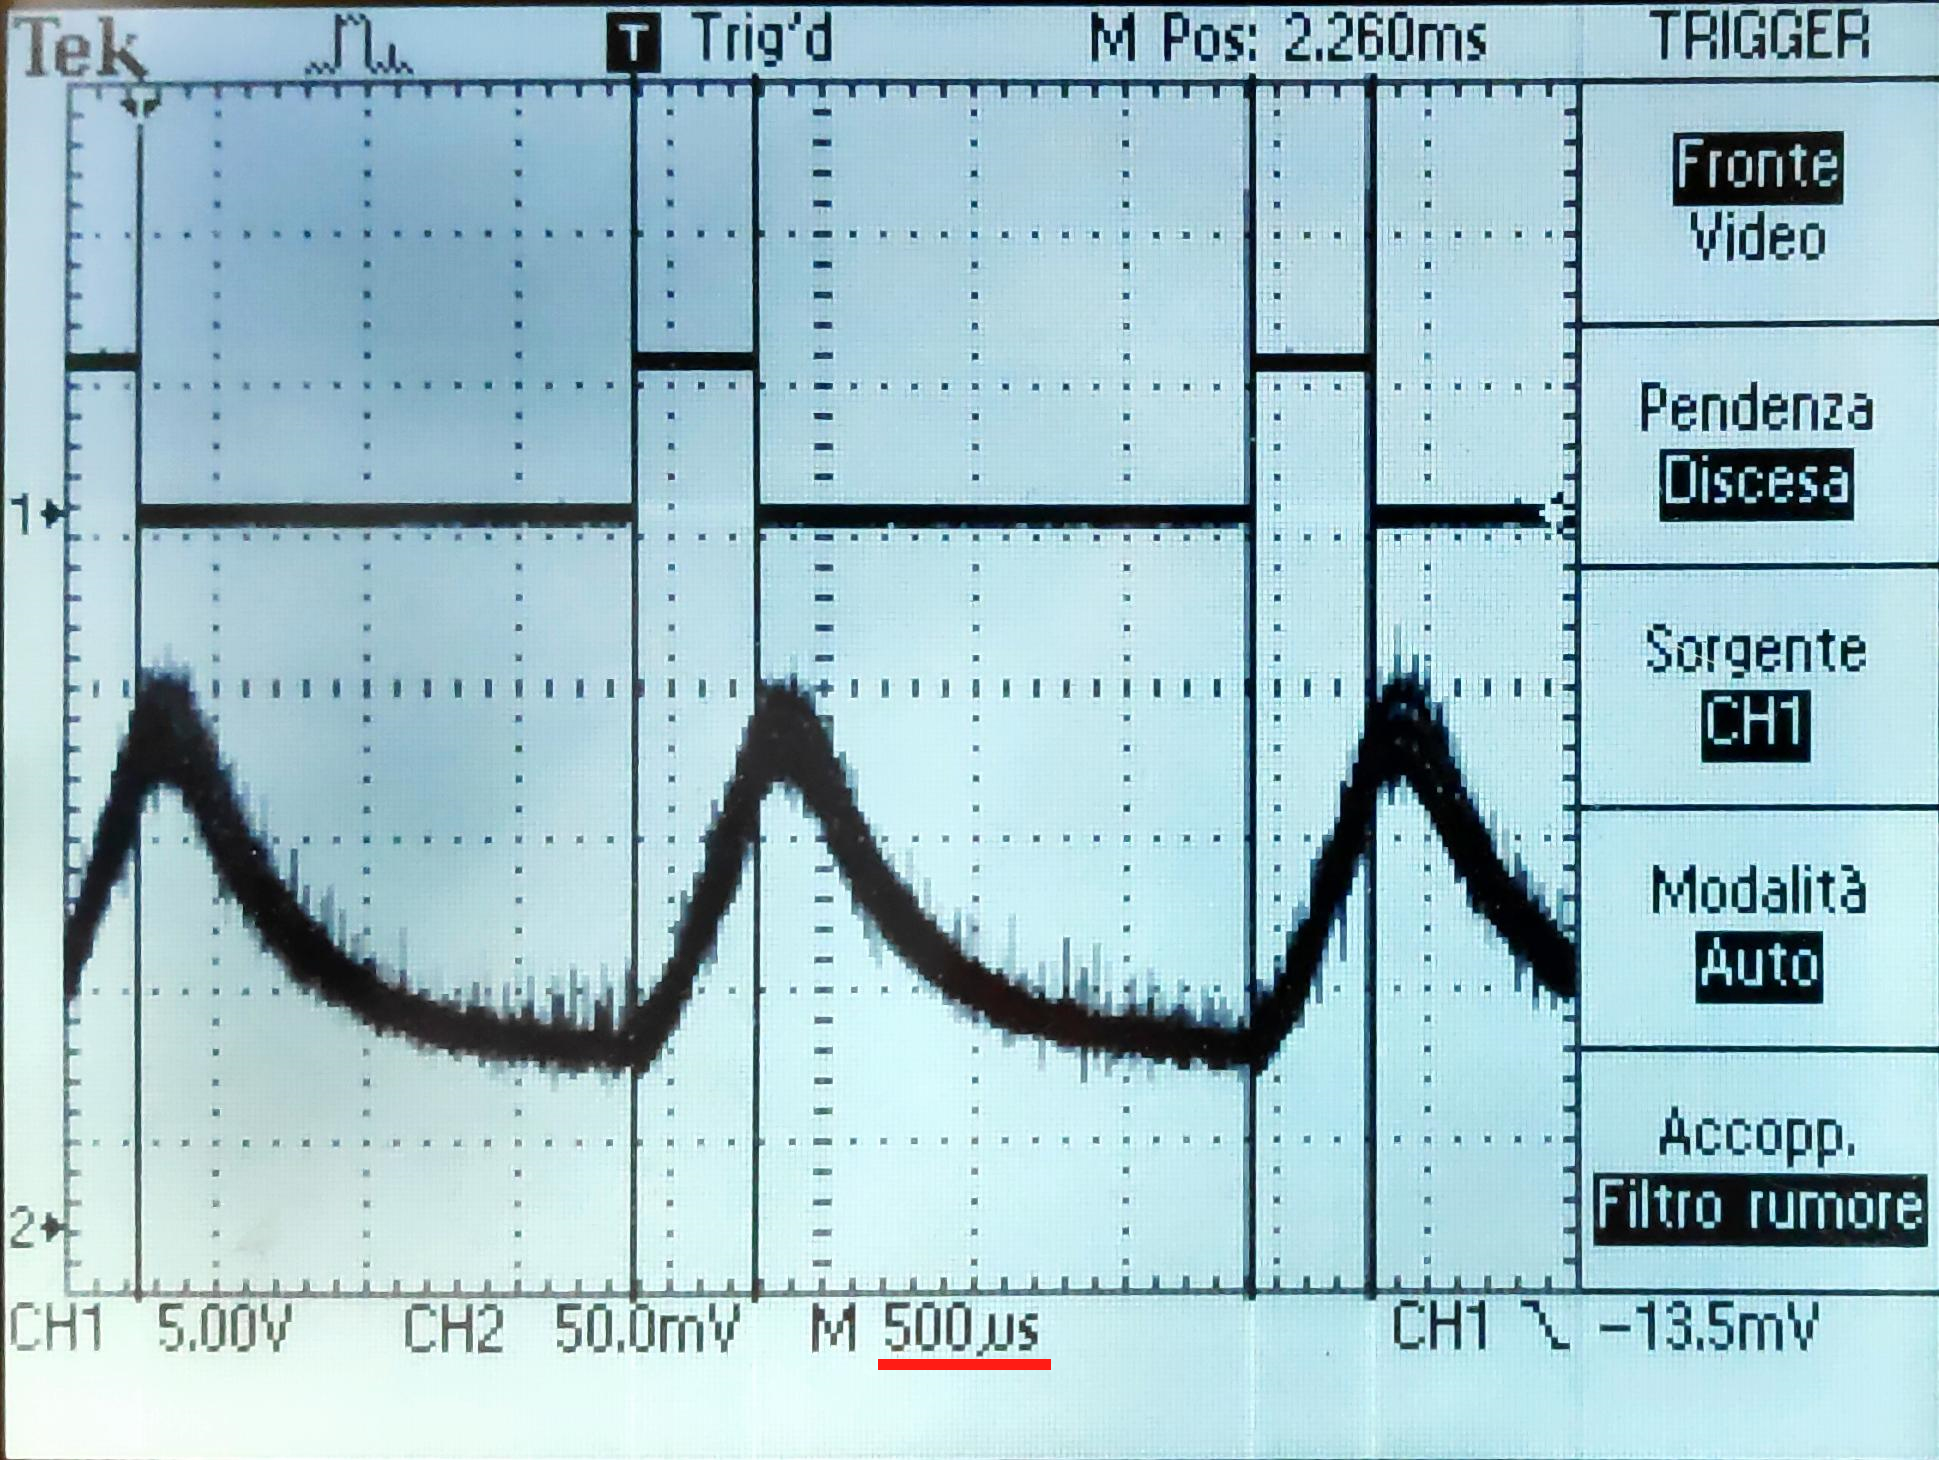 Tek T Trig'd M Pos: 2.260ms TRIGGER
Fronte
Video
Pendenza
Discesa
Sorgente
CH1
Modalità
Auto
Accopp.
Filtro rumore
1
2
CH1 5.00V CH2 50.0mV M 500µs CH1 -13.5mV